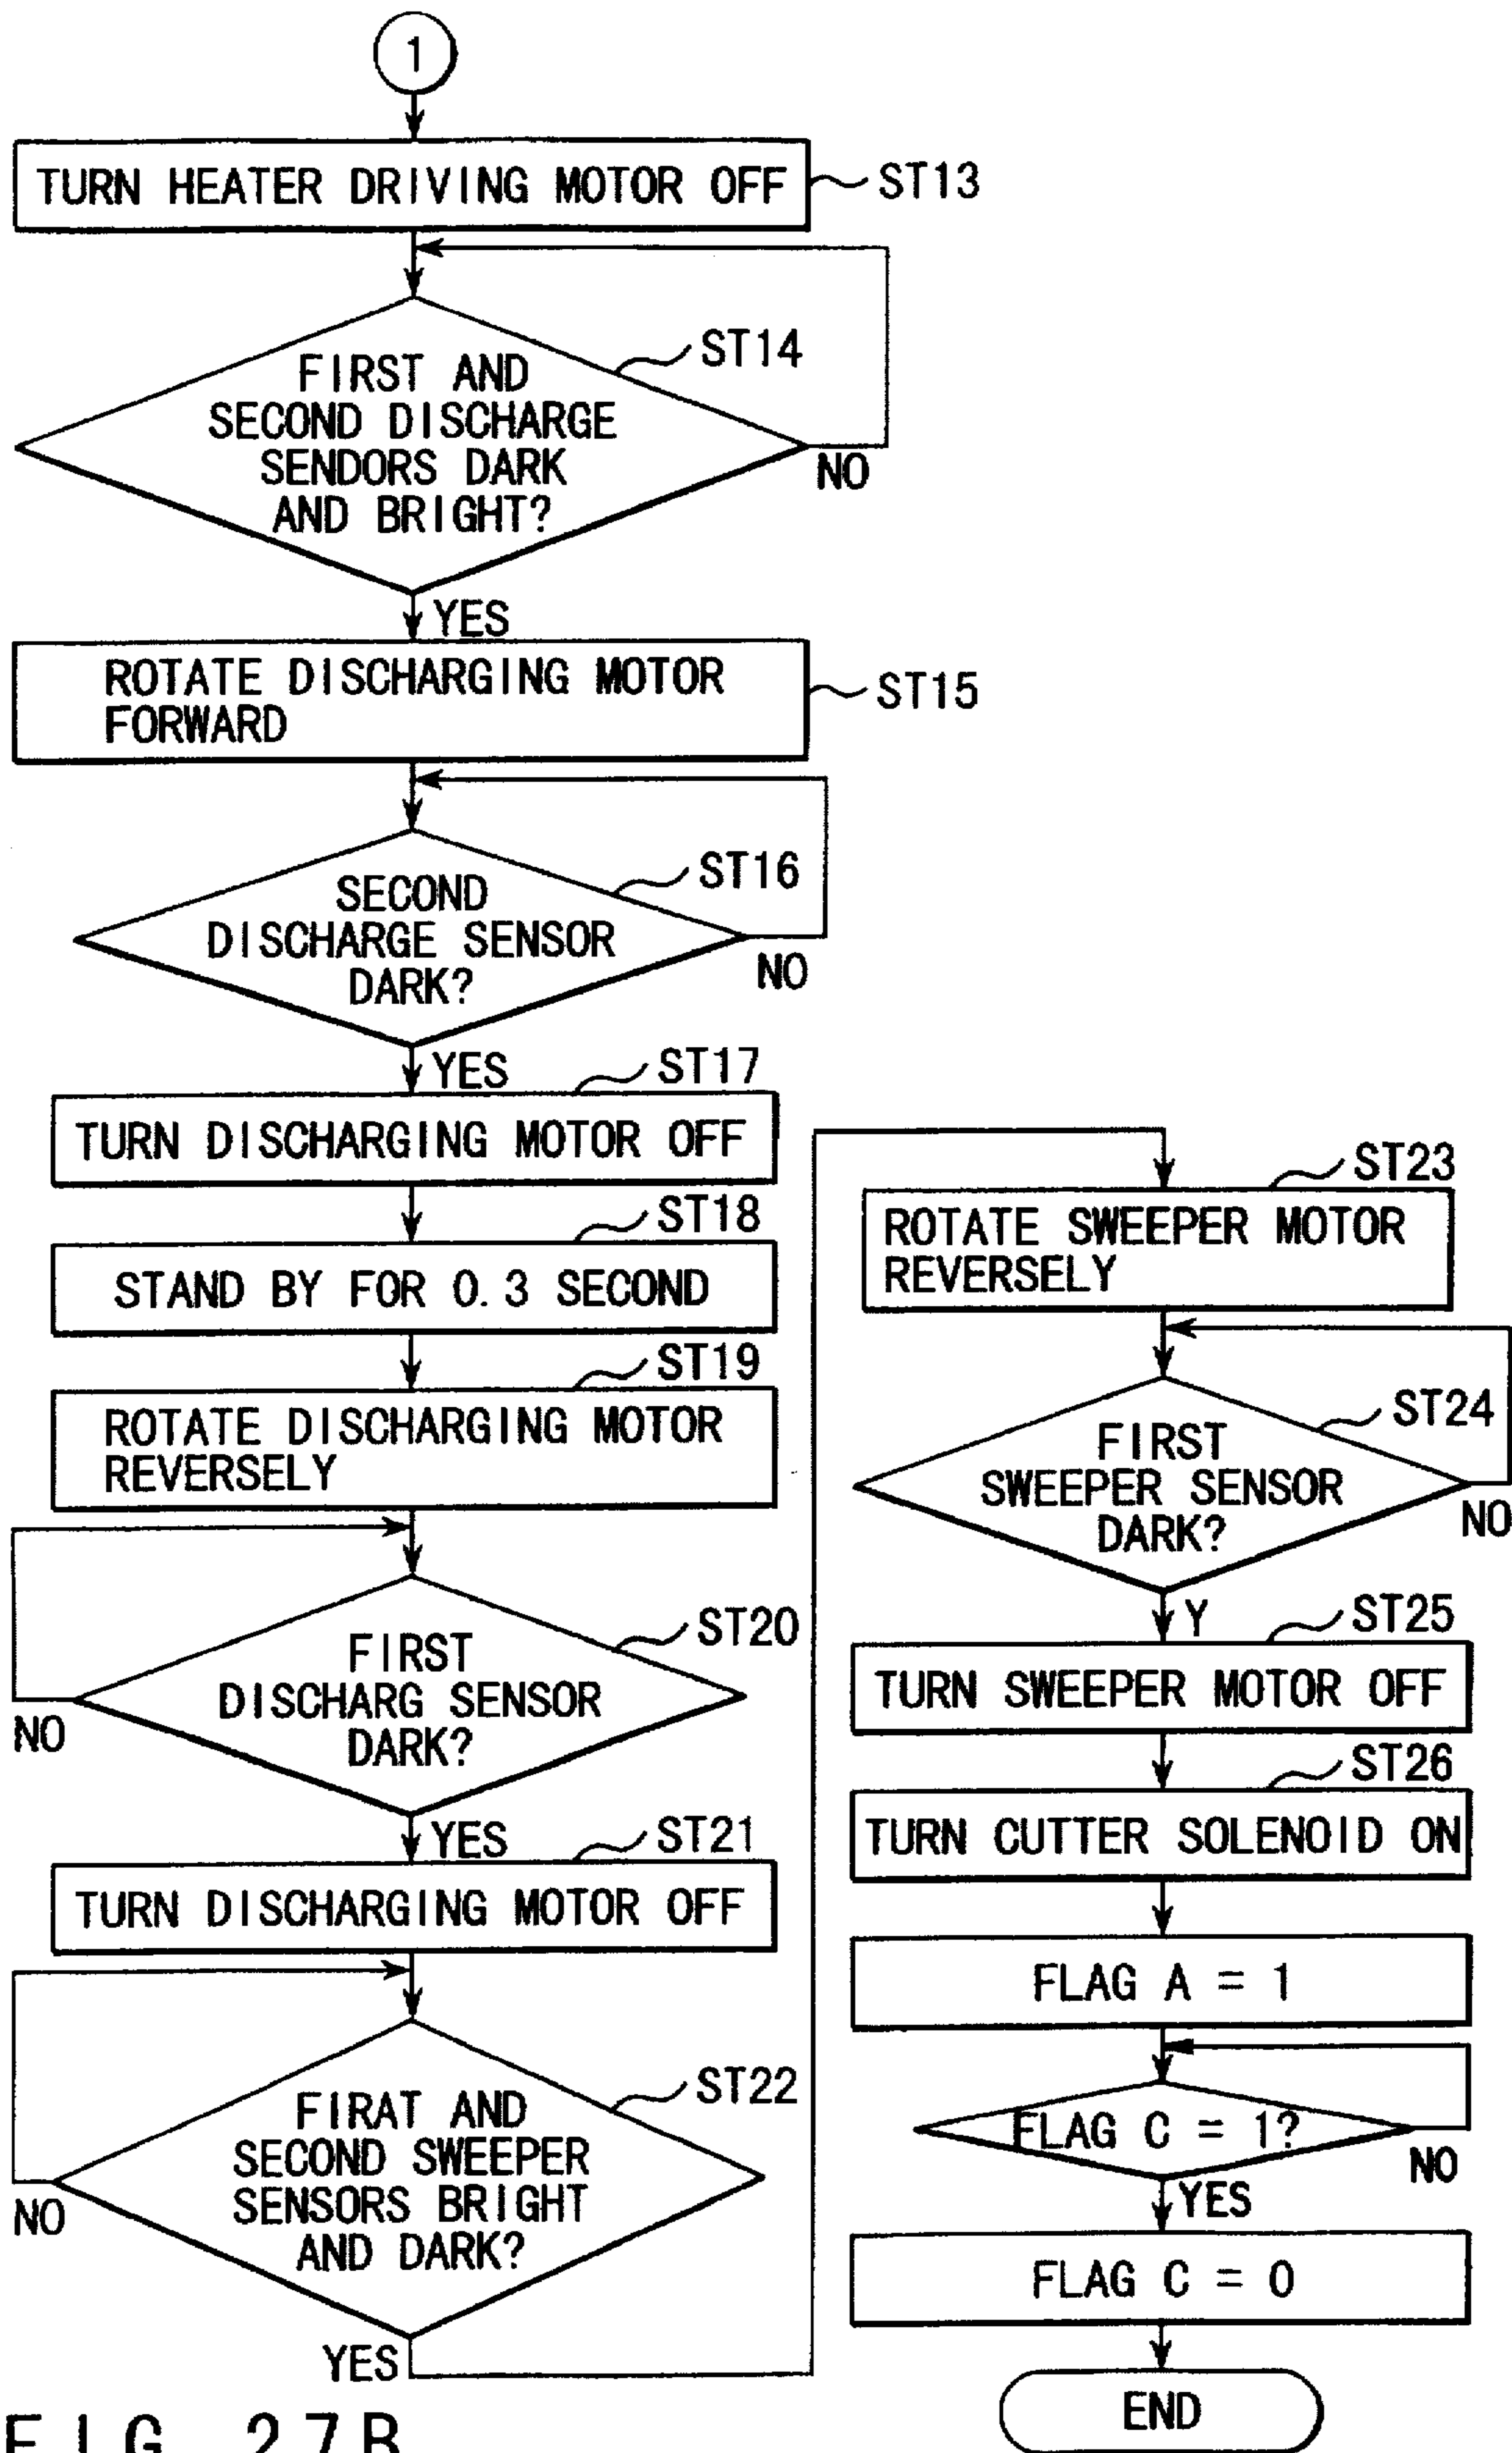 1
TURN HEATER DRIVING MOTOR OFF
ST13
ST14
FIRST AND
SECOND DISCHARGE
SENDORS DARK
AND BRIGHT?
NO
YES
ROTATE DISCHARGING MOTOR
FORWARD
ST15
ST16
SECOND
DISCHARGE SENSOR
DARK?
NO
YES
ST17
TURN DISCHARGING MOTOR OFF
ST18
STAND BY FOR 0.3 SECOND
ST19
ROTATE DISCHARGING MOTOR
REVERSELY
ST20
FIRST
DISCHARG SENSOR
DARK?
NO
YES
ST21
TURN DISCHARGING MOTOR OFF
ST22
FIRAT AND
SECOND SWEEPER
SENSORS BRIGHT
AND DARK?
NO
YES
ST23
ROTATE SWEEPER MOTOR
REVERSELY
ST24
FIRST
SWEEPER SENSOR
DARK?
NO
Y
ST25
TURN SWEEPER MOTOR OFF
ST26
TURN CUTTER SOLENOID ON
FLAG A = 1
FLAG C = 1?
NO
YES
FLAG C = 0
END
FIG. 27B